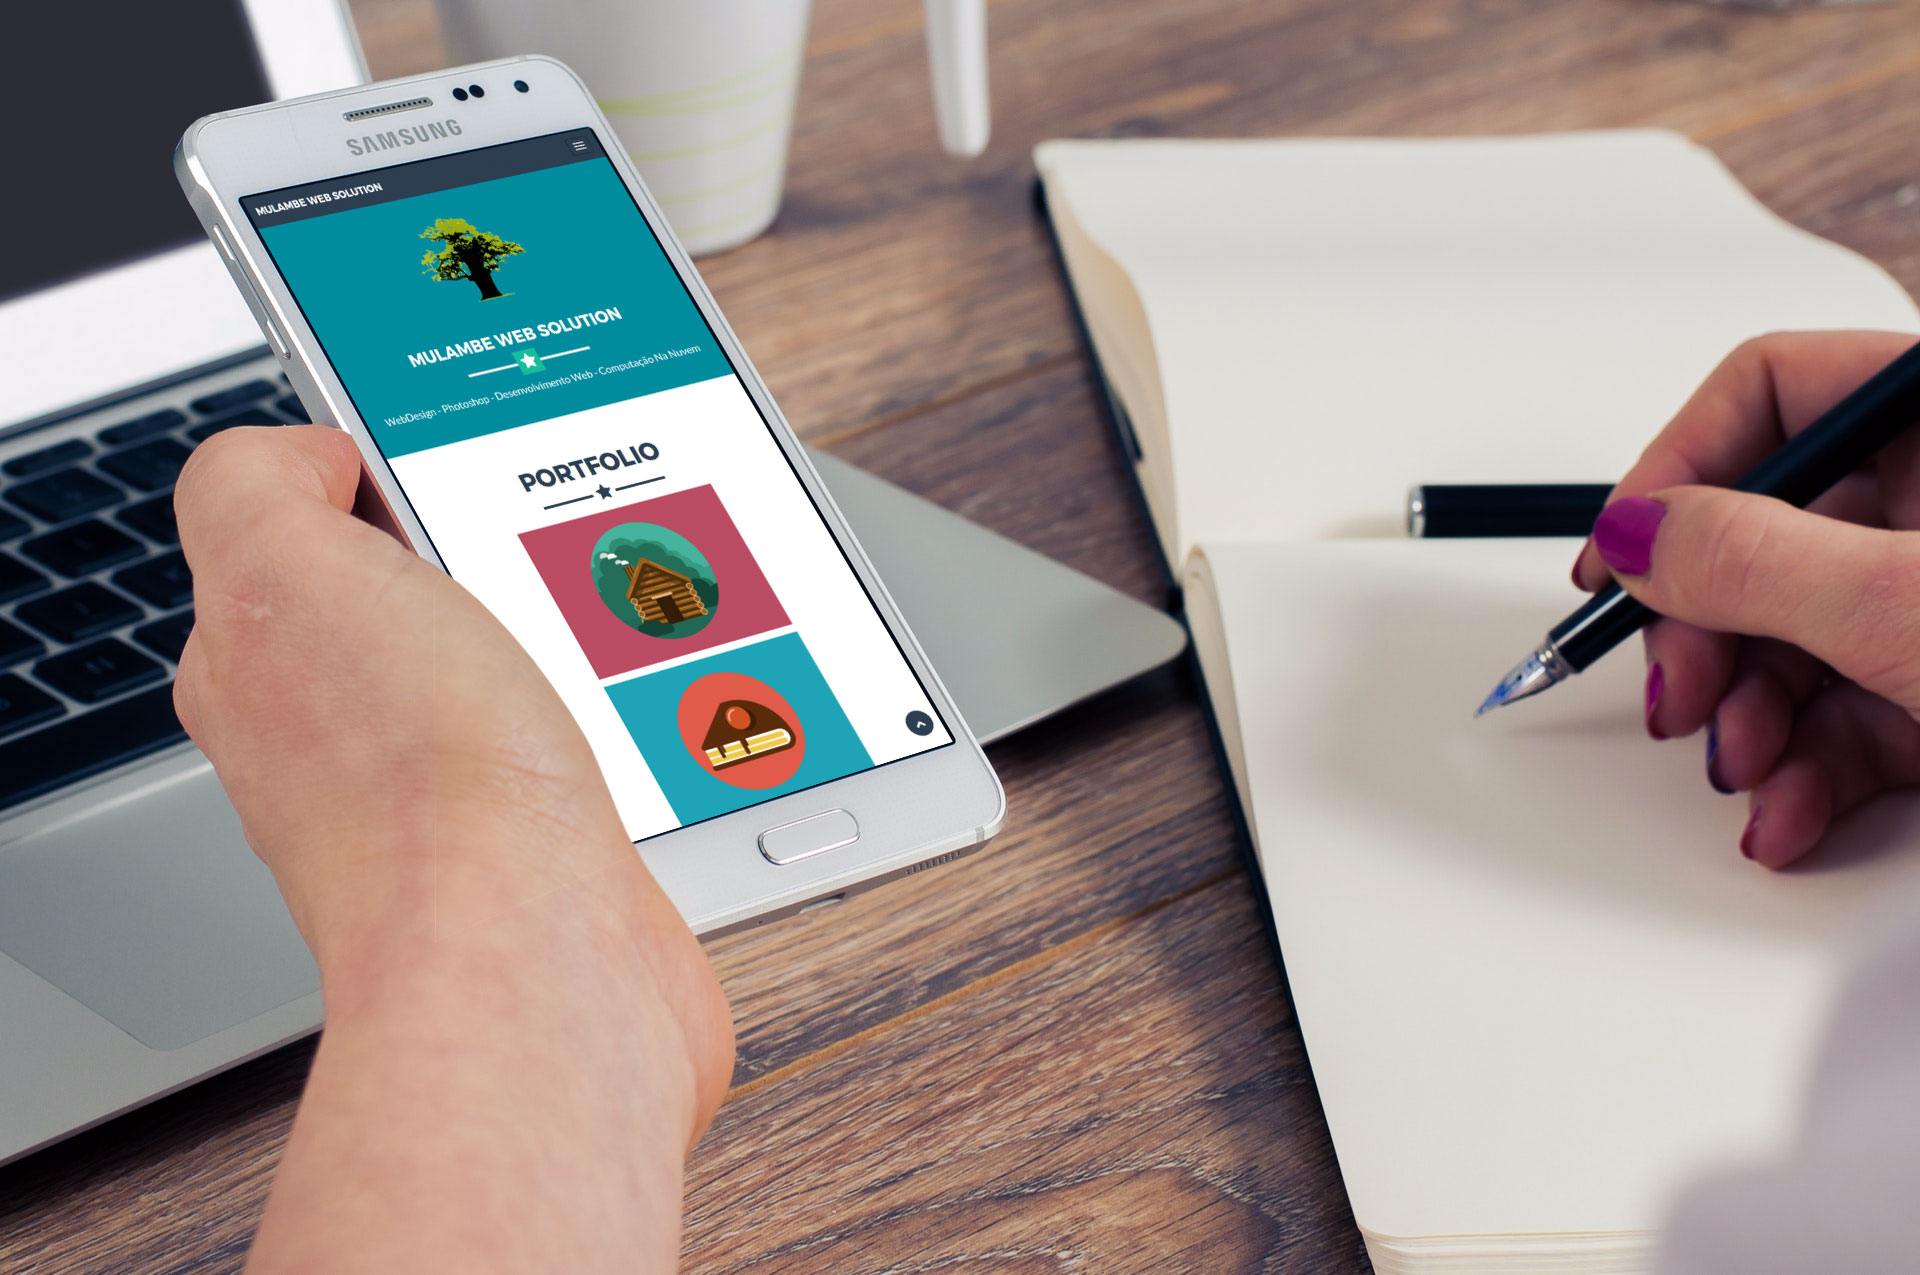 SAMSUNG
MULAMBE WEB SOLUTION
MULAMBE WEB SOLUTION
WebDesign - Photoshop - Desenvolvimento Web - Computação Na Nuvem
PORTFOLIO